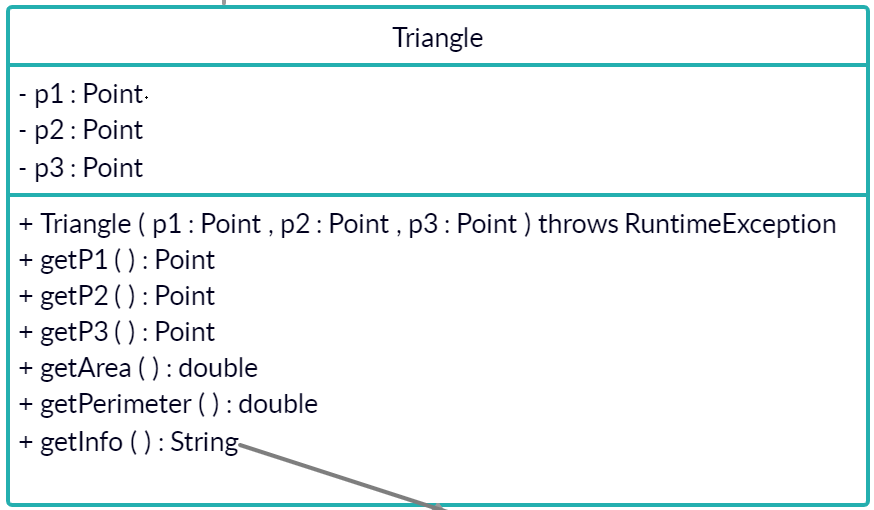 Triangle
- p1 : Point
- p2 : Point
- p3 : Point
+ Triangle ( p1 : Point , p2 : Point , p3 : Point ) throws RuntimeException
+ getP1 ( ) : Point
+ getP2 ( ) : Point
+ getP3 ( ) : Point
+ getArea ( ) : double
+ getPerimeter ( ) : double
+ getInfo ( ) : String